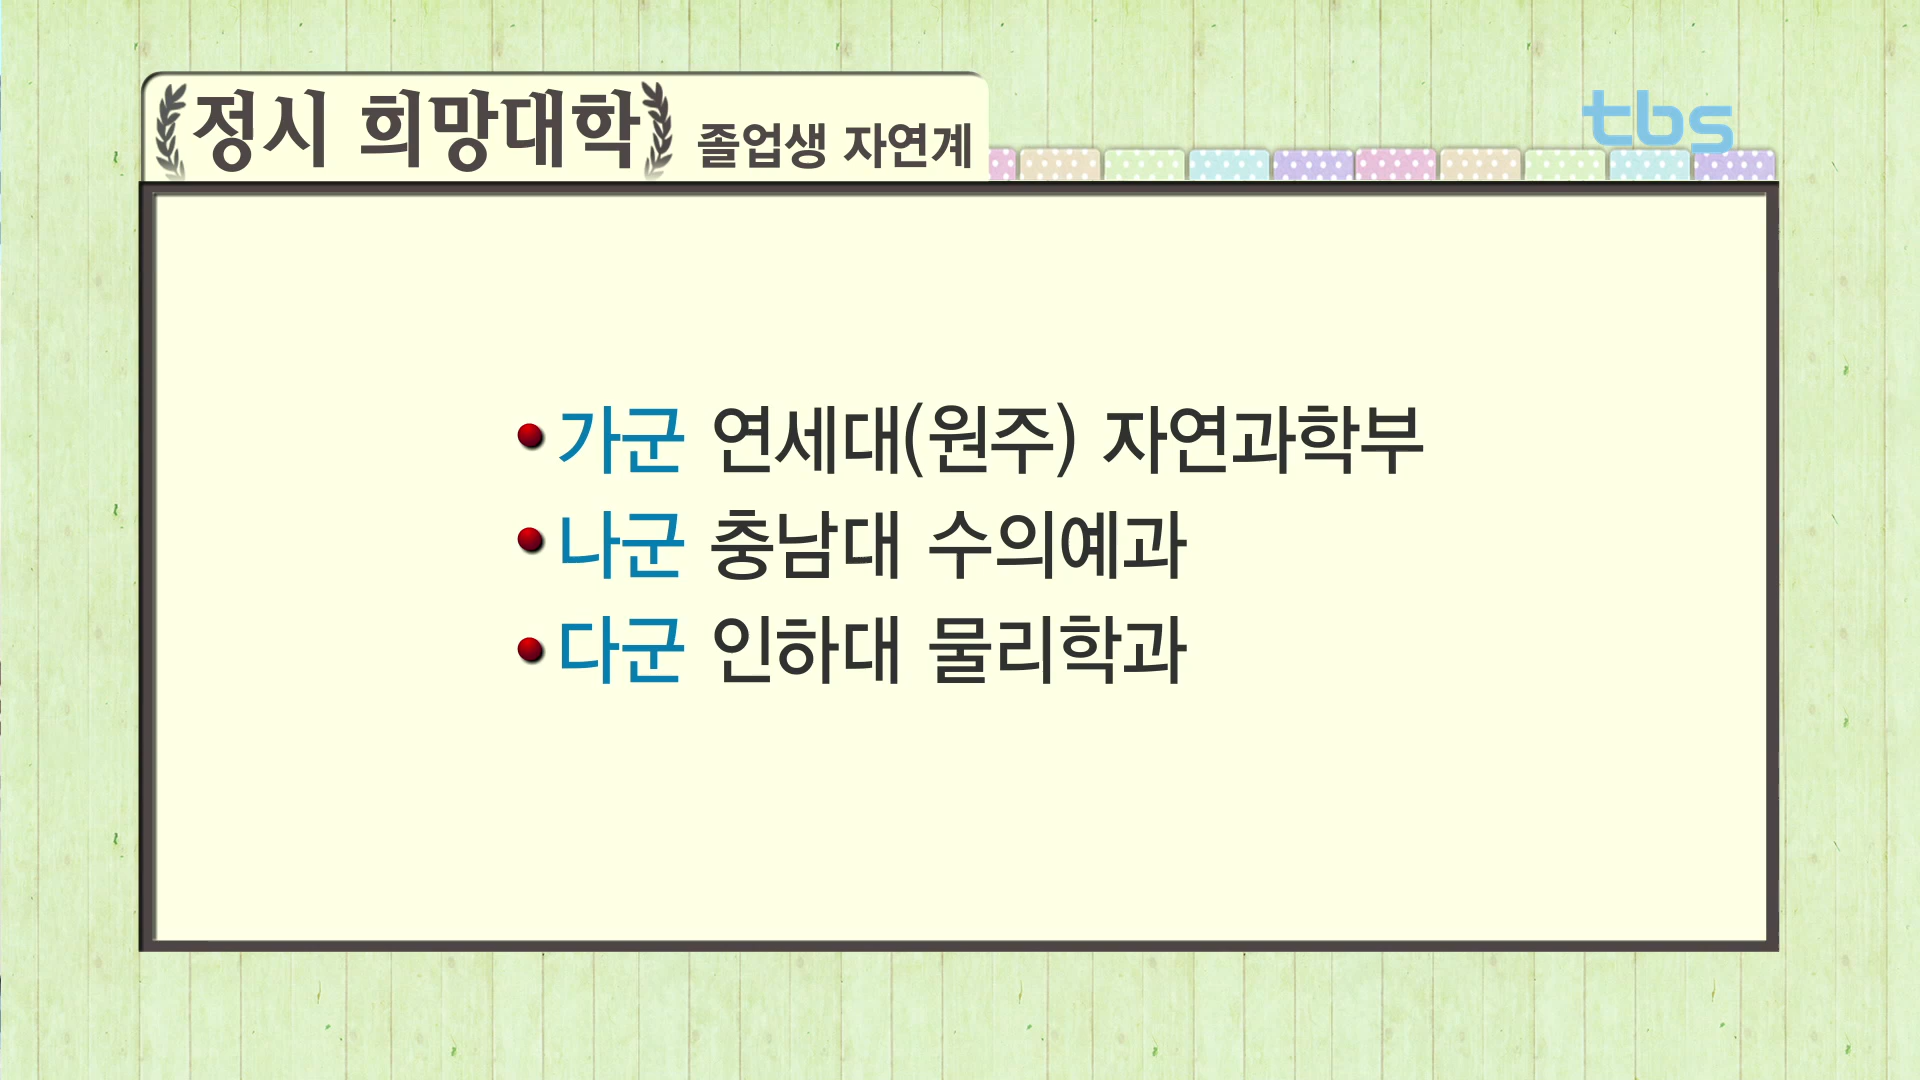 정시 희망대학 졸업생 자연계
tbs
가군 연세대(원주) 자연과학부
나군 충남대 수의예과
다군 인하대 물리학과